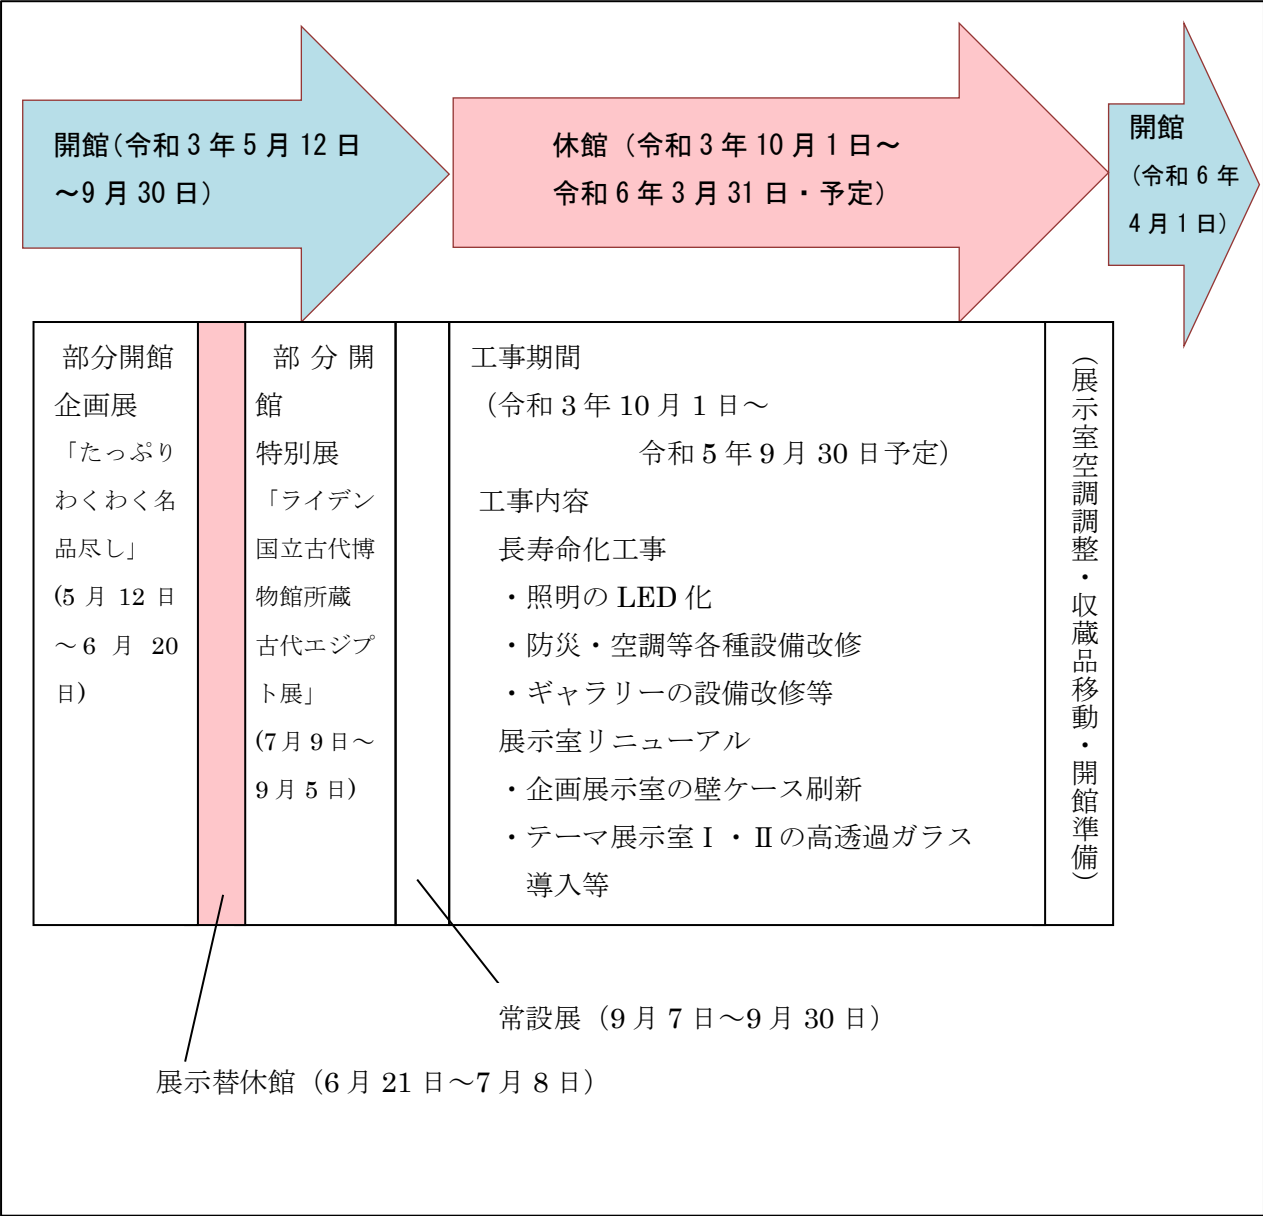 開館(令和3年5月12日
～9月30日)
休館（令和3年10月1日～
令和6年3月31日・予定）
開館
（令和6年
4月1日）
部分開館
企画展
「たっぷり
わくわく名
品尽し」
(5月12日
～6月20
日)
部分開
館
特別展
「ライデン
国立古代博
物館所蔵
古代エジプ
ト展」
(7月9日～
9月5日)
工事期間
（令和3年10月1日～
令和5年9月30日予定）
工事内容
長寿命化工事
・照明のLED化
・防災・空調等各種設備改修
・ギャラリーの設備改修等
展示室リニューアル
・企画展示室の壁ケース刷新
・テーマ展示室Ⅰ・Ⅱの高透過ガラス
導入等
（展示室空調調整・収蔵品移動・開館準備）
常設展（9月7日～9月30日）
展示替休館（6月21日～7月8日）